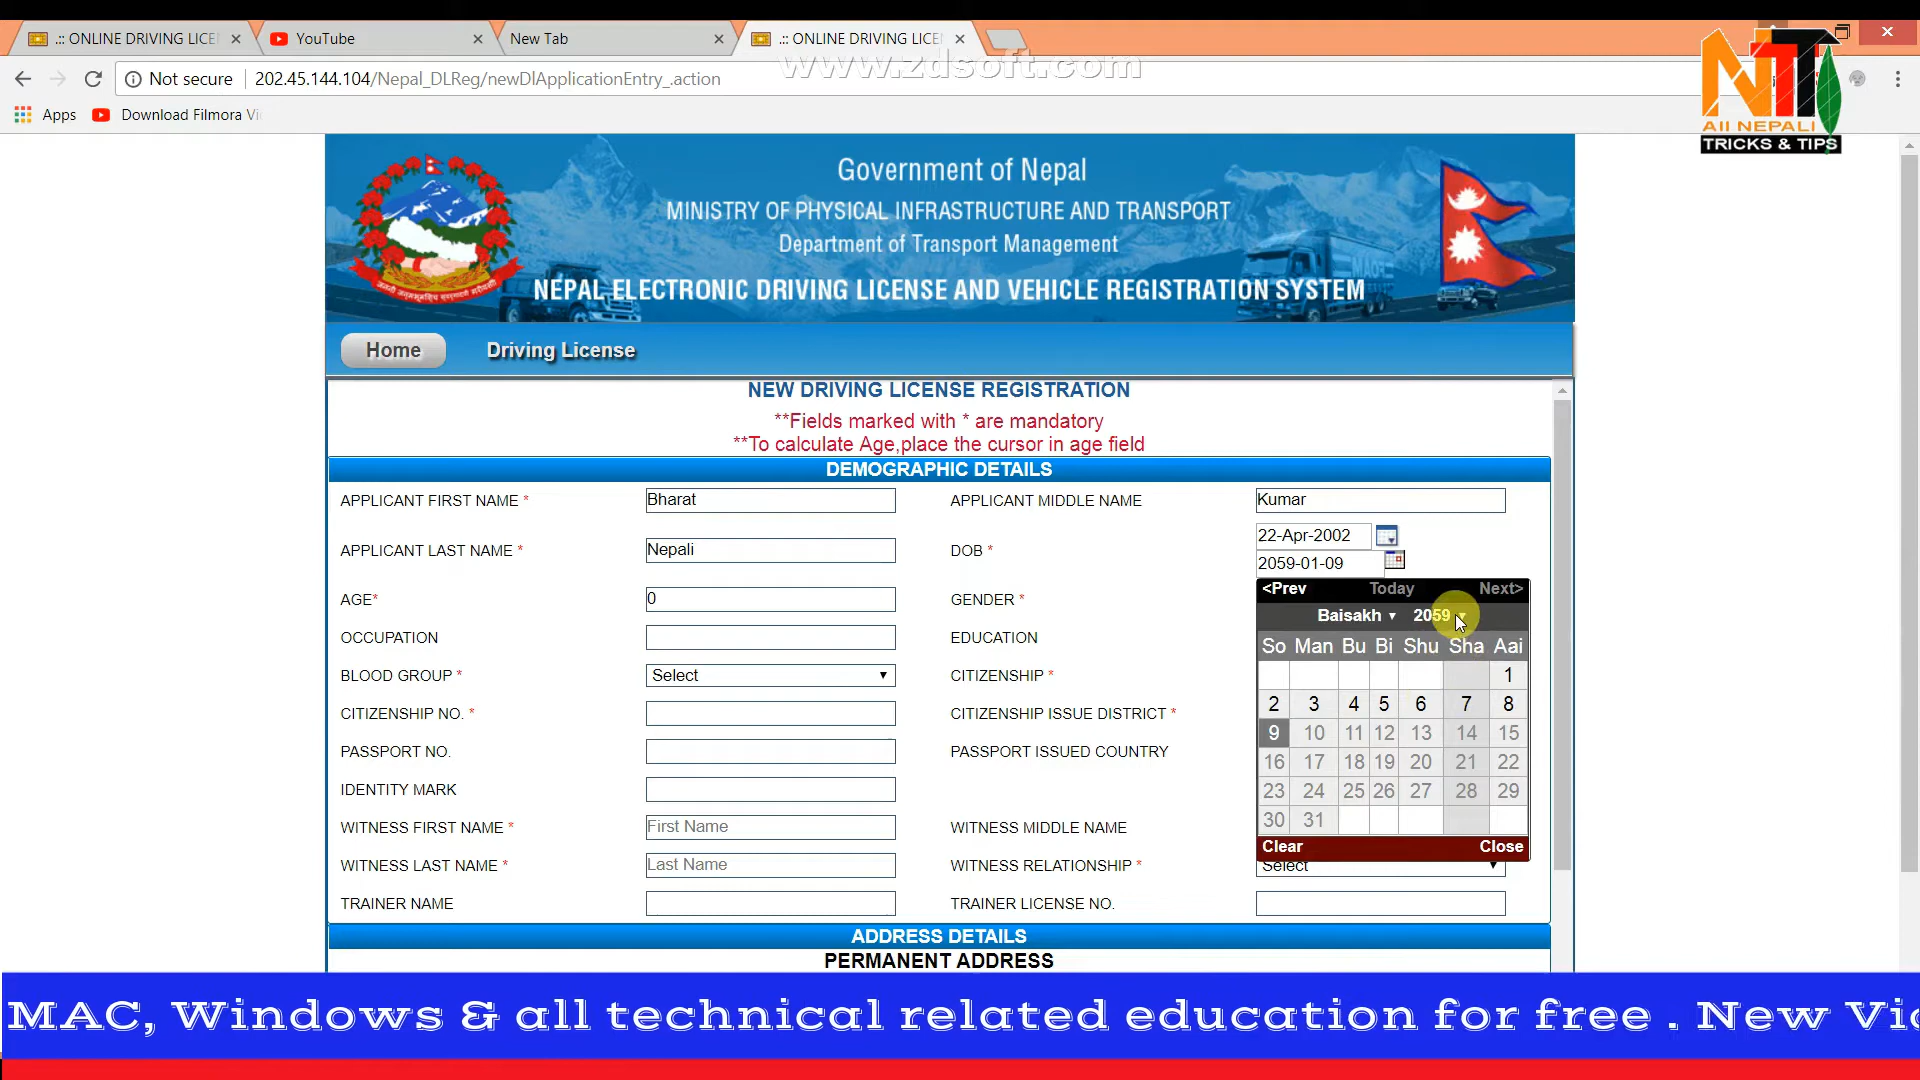 .:: ONLINE DRIVING LICE
YouTube
New Tab
.:: ONLINE DRIVING LICE
Not secure
202.45.144.104/Nepal_DLReg/newDlApplicationEntry_.action
www.zdsoft.com
NTT
All NEPALI
TRICKS & TIPS
Apps
Download Filmora Vi
Government of Nepal
MINISTRY OF PHYSICAL INFRASTRUCTURE AND TRANSPORT
Department of Transport Management
NEPAL ELECTRONIC DRIVING LICENSE AND VEHICLE REGISTRATION SYSTEM
Home
Driving License
NEW DRIVING LICENSE REGISTRATION
**Fields marked with * are mandatory
**To calculate Age,place the cursor in age field
DEMOGRAPHIC DETAILS
APPLICANT FIRST NAME *
Bharat
APPLICANT MIDDLE NAME
Kumar
APPLICANT LAST NAME *
Nepali
DOB *
22-Apr-2002
2059-01-09
AGE*
0
GENDER *
OCCUPATION
EDUCATION
BLOOD GROUP *
Select
CITIZENSHIP *
CITIZENSHIP NO. *
CITIZENSHIP ISSUE DISTRICT *
PASSPORT NO.
PASSPORT ISSUED COUNTRY
IDENTITY MARK
WITNESS FIRST NAME *
First Name
WITNESS MIDDLE NAME
WITNESS LAST NAME *
Last Name
WITNESS RELATIONSHIP *
Select
TRAINER NAME
TRAINER LICENSE NO.
<Prev Today Next>
Baisakh 2059
So Man Bu Bi Shu Sha Aai
1
2 3 4 5 6 7 8
9 10 11 12 13 14 15
16 17 18 19 20 21 22
23 24 25 26 27 28 29
30 31
Clear Close
ADDRESS DETAILS
PERMANENT ADDRESS
MAC, Windows & all technical related education for free . New Vi